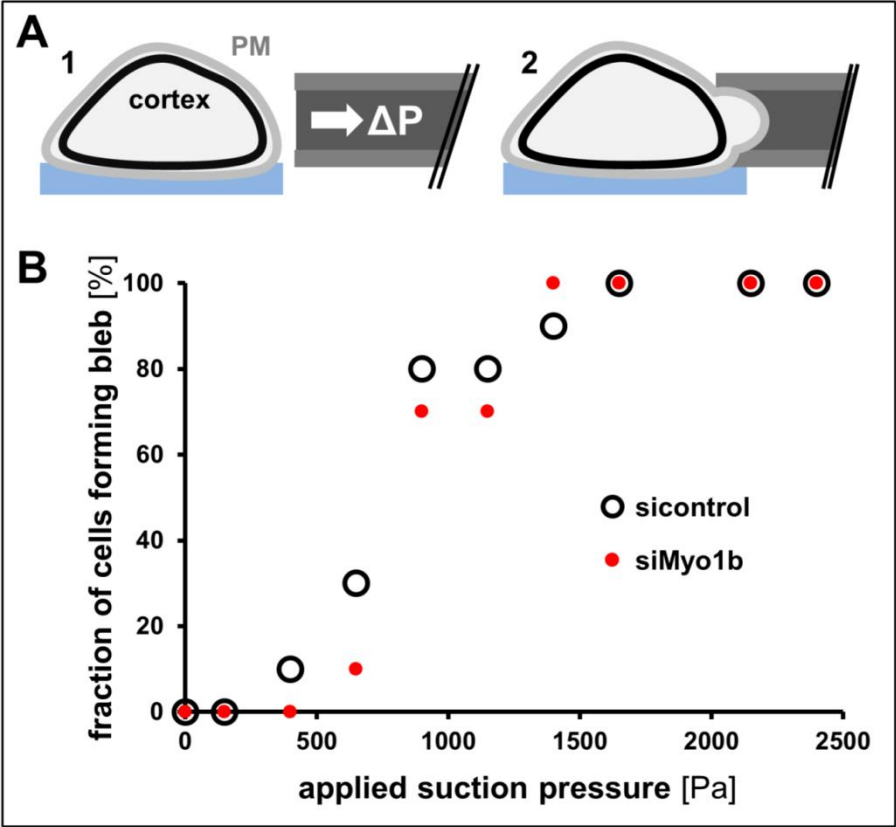 A
1
PM
cortex
ΔP
2
B
fraction of cells forming bleb [%]
100
80
60
40
20
0
sicontrol
siMyo1b
0 500 1000 1500 2000 2500
applied suction pressure [Pa]